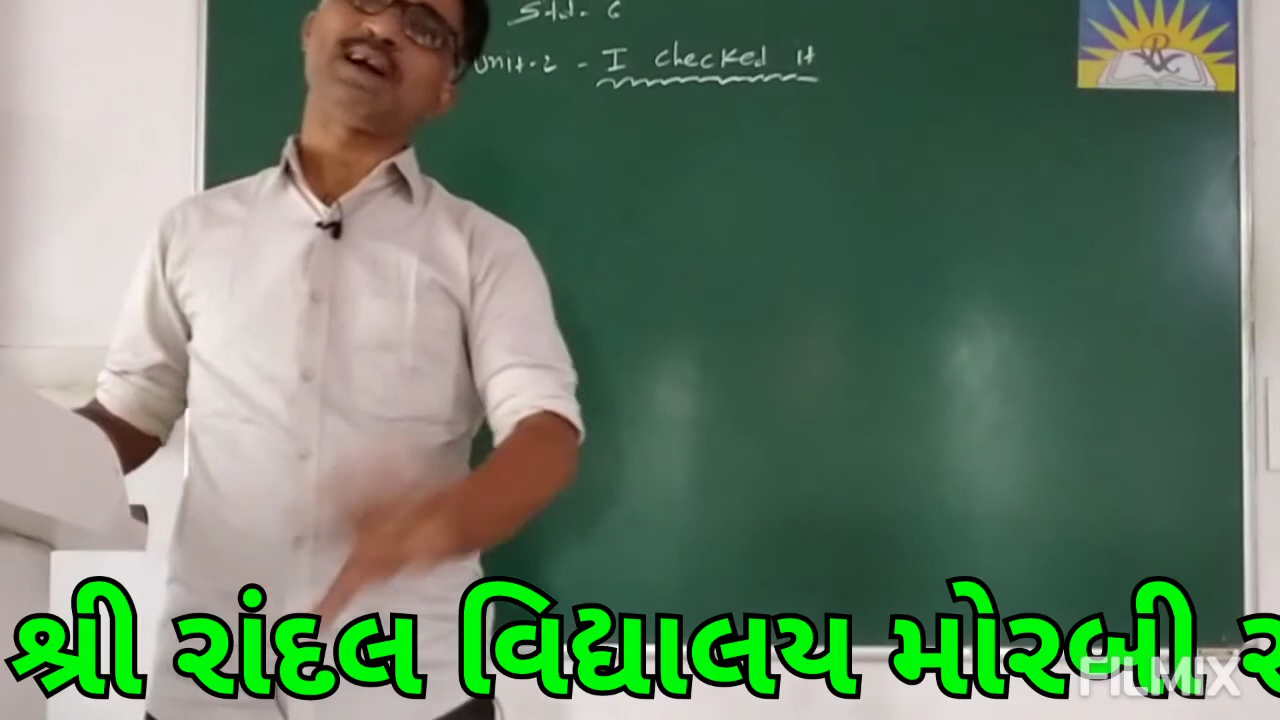 Std. 6
unit-2 - I checked it
શ્રી રાંદલ વિદ્યાલય મોરબી
FILMIX